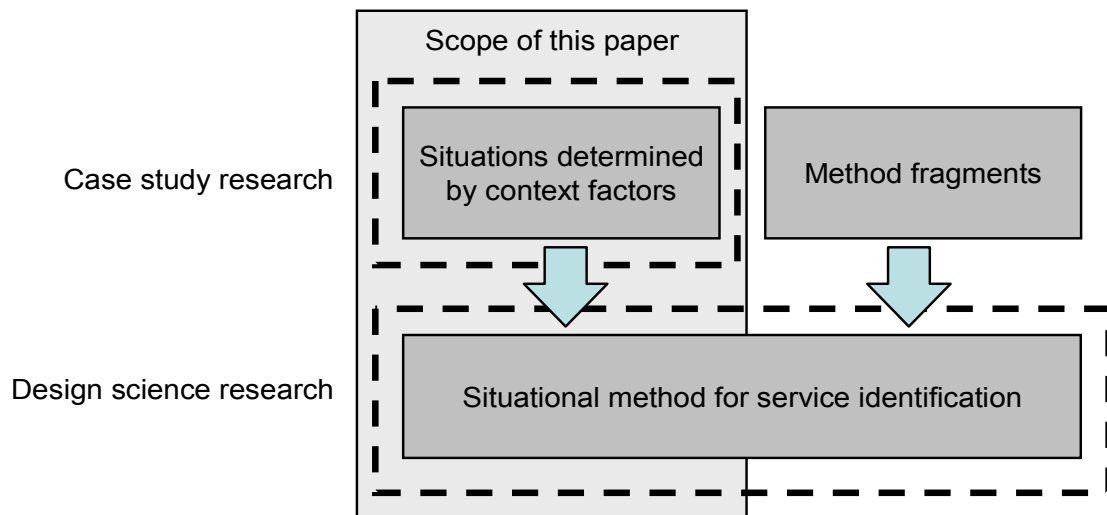 Scope of this paper
Case study research
Situations determined
by context factors
Method fragments
Design science research
Situational method for service identification